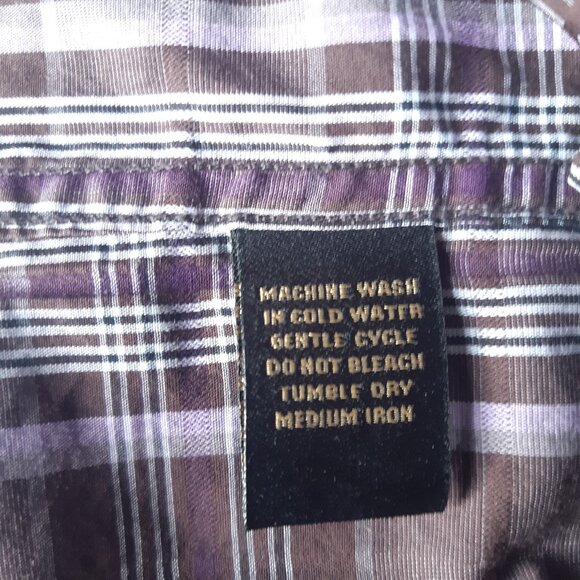 MACHINE WASH
IN COLD WATER
GENTLE CYCLE
DO NOT BLEACH
TUMBLE DRY
MEDIUM IRON